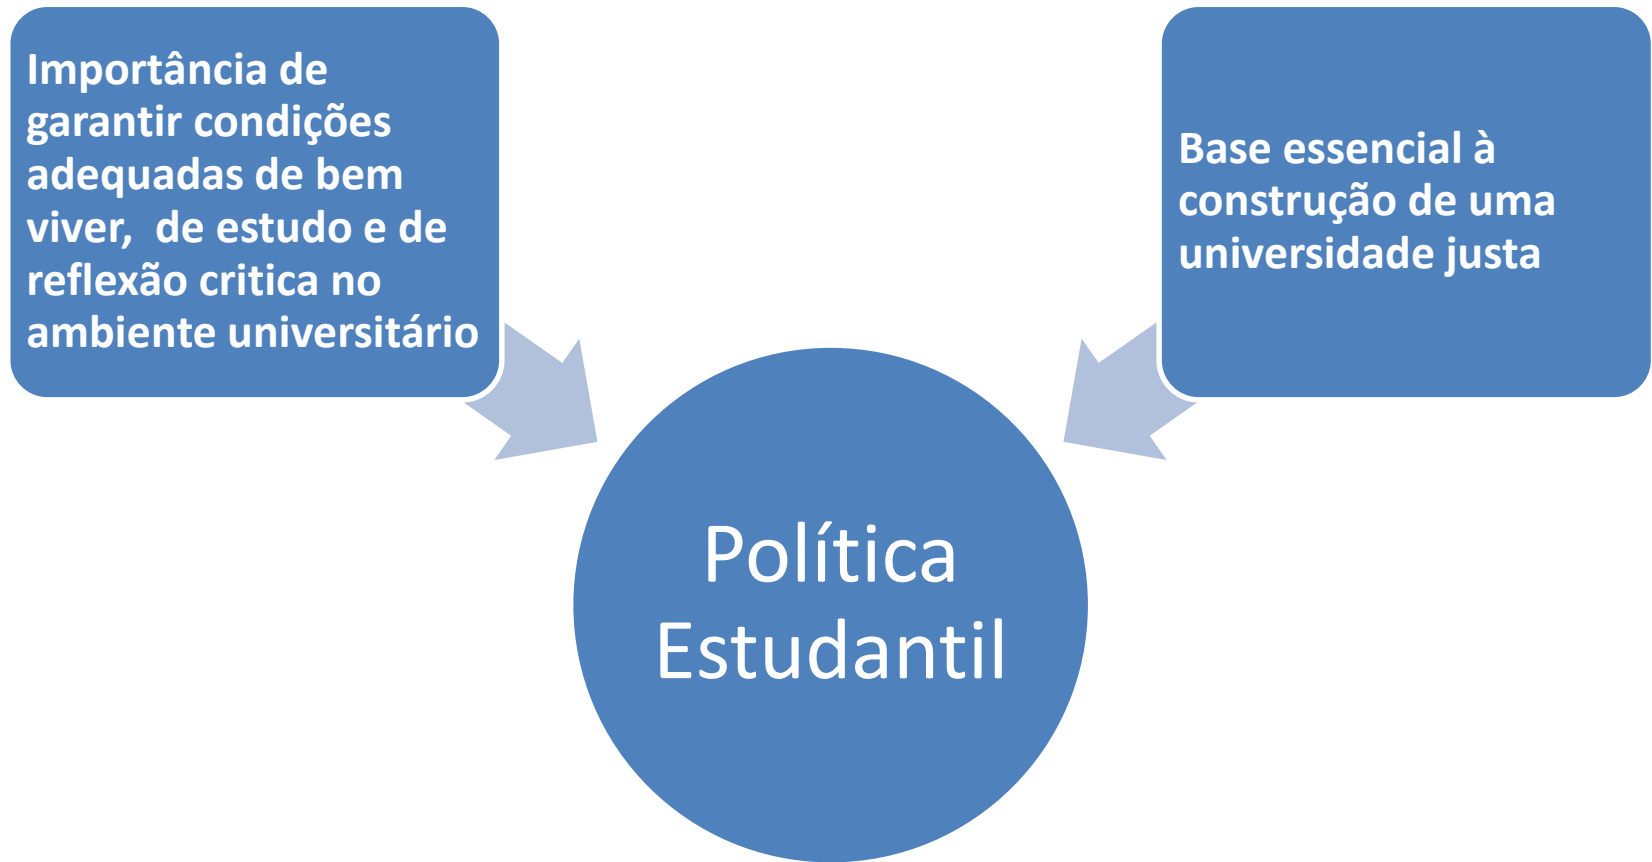 Importância de
garantir condições
adequadas de bem
viver,  de estudo e de
reflexão critica no
ambiente universitário
Base essencial à
construção de uma
universidade justa
Política
Estudantil